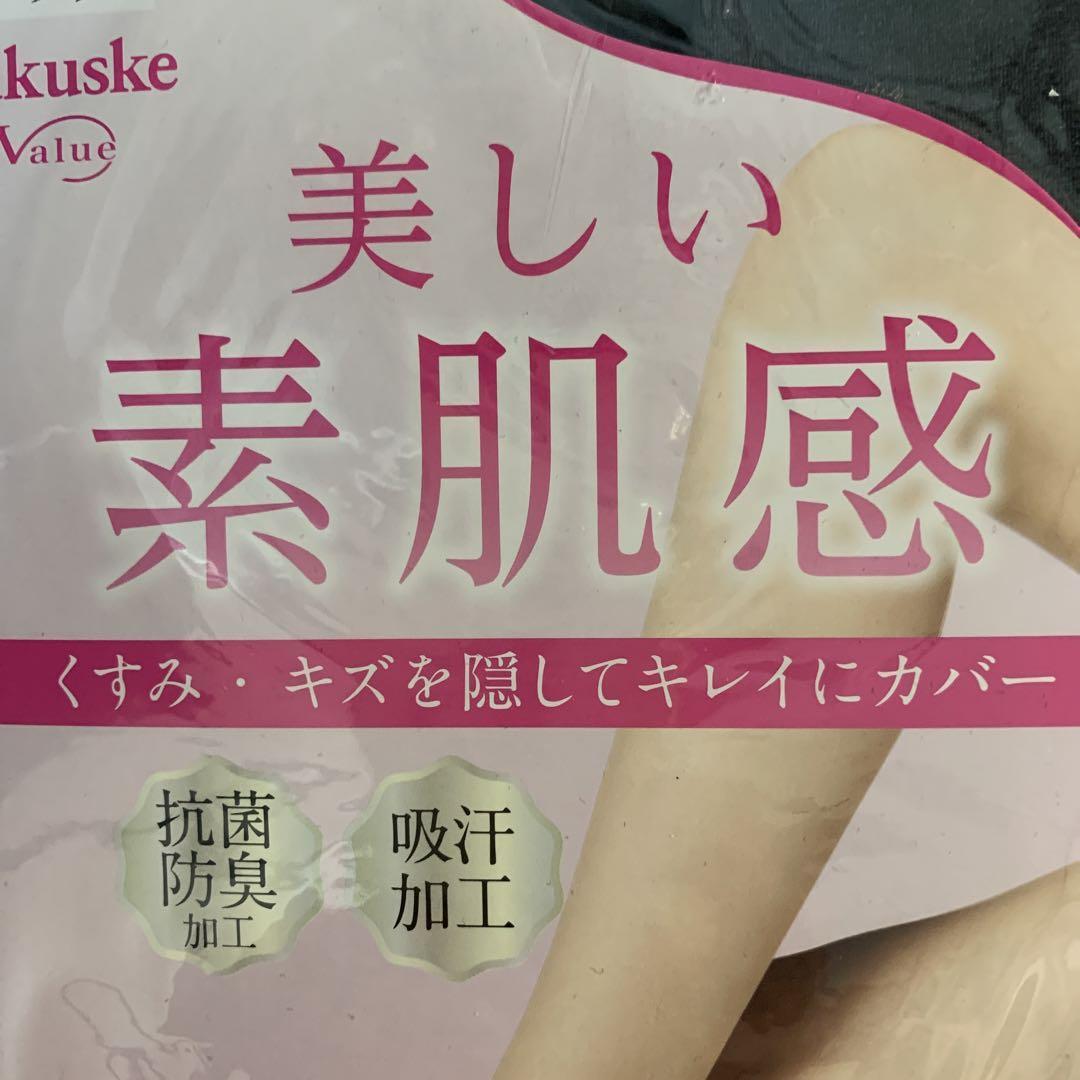 kuske
Value
美しい
素肌感
くすみ・キズを隠してキレイにカバー
抗菌
防臭
加工
吸汗
加工